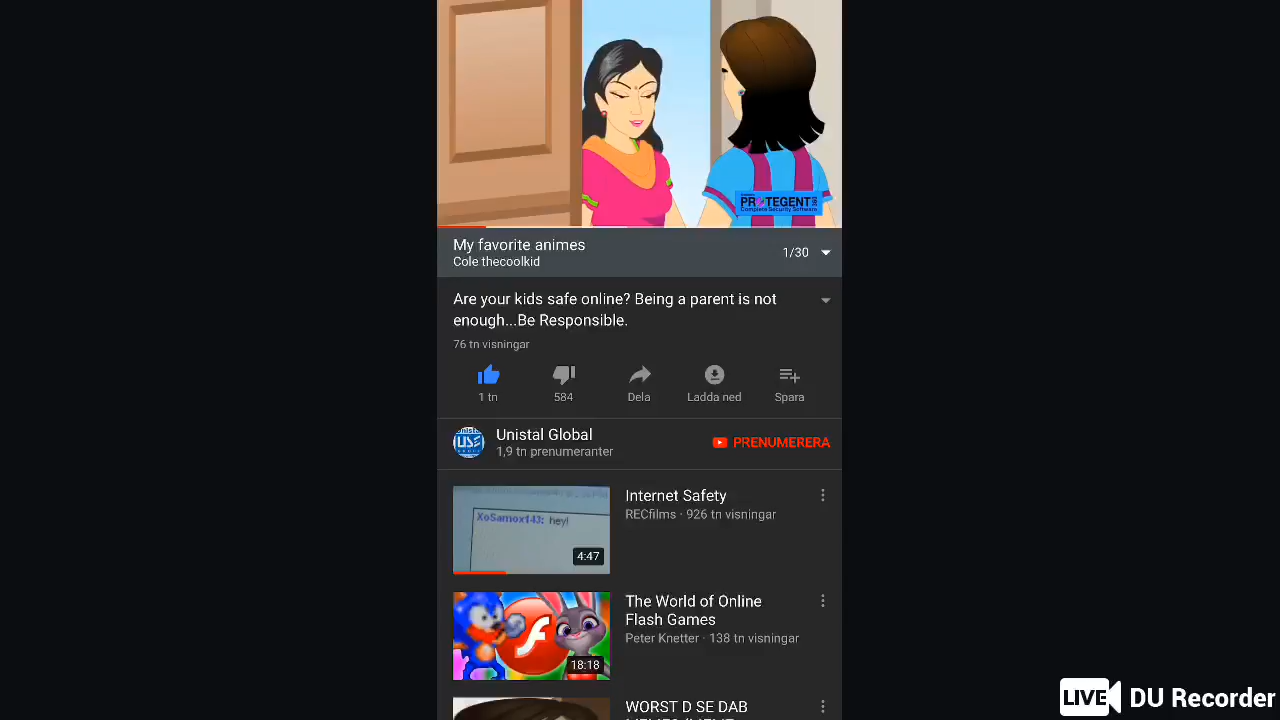 PROTEGENT
Complete Security Software
My favorite animes
Cole thecoolkid
1/30
Are your kids safe online? Being a parent is not
enough...Be Responsible.
76 tn visningar
1 tn
584
Dela
Ladda ned
Spara
Unistal Global
1,9 tn prenumeranter
PRENUMERERA
XoSamox143: hey!
4:47
Internet Safety
RECfilms · 926 tn visningar
18:18
The World of Online
Flash Games
Peter Knetter · 138 tn visningar
WORST D SE DAB
LIVE DU Recorder